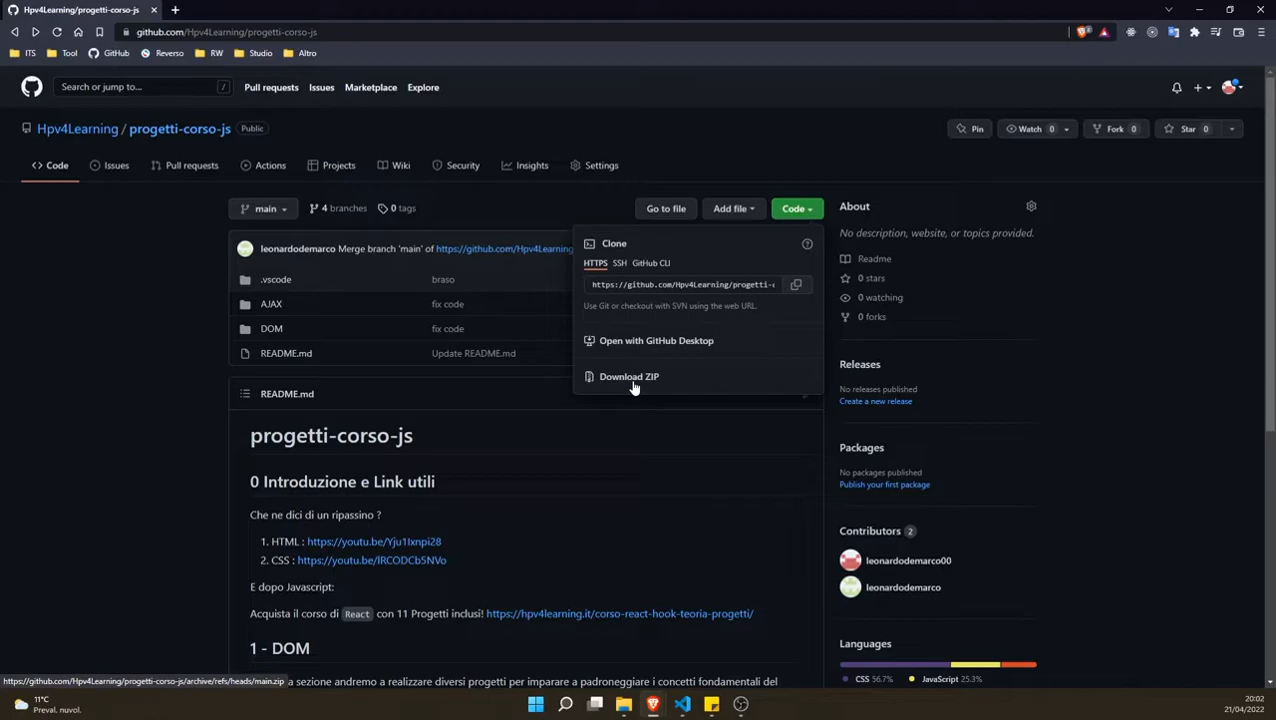 Hpv4Learning/progetti-corso-js
github.com/Hpv4Learning/progetti-corso-js
ITS Tool GitHub Reverso RW Studio Altro
Search or jump to... / Pull requests Issues Marketplace Explore
Hpv4Learning / progetti-corso-js Public
Pin Watch 0 Fork 0 Star 0
Code Issues Pull requests Actions Projects Wiki Security Insights Settings
main 4 branches 0 tags Go to file Add file Code
leonardodemarco Merge branch 'main' of https://github.com/Hpv4Learning
.vscode braso
AJAX fix code
DOM fix code
README.md Update README.md
Clone
HTTPS SSH GitHub CLI
https://github.com/Hpv4Learning/progetti-c
Use Git or checkout with SVN using the web URL.
Open with GitHub Desktop
Download ZIP
README.md
progetti-corso-js
0 Introduzione e Link utili
Che ne dici di un ripassino ?
1. HTML : https://youtu.be/Yju1Ixnpi28
2. CSS : https://youtu.be/lRCODCb5NVo
E dopo Javascript:
Acquista il corso di React con 11 Progetti inclusi! https://hpv4learning.it/corso-react-hook-teoria-progetti/
1 - DOM
a sezione andremo a realizzare diversi progetti per imparare a padroneggiare i concetti fondamentali del
About
No description, website, or topics provided.
Readme
0 stars
0 watching
0 forks
Releases
No releases published
Create a new release
Packages
No packages published
Publish your first package
Contributors 2
leonardodemarco00
leonardodemarco
Languages
CSS 56.7% JavaScript 25.3%
https://github.com/Hpv4Learning/progetti-corso-js/archive/refs/heads/main.zip
11°C
Preval. nuvol.
20:02
21/04/2022